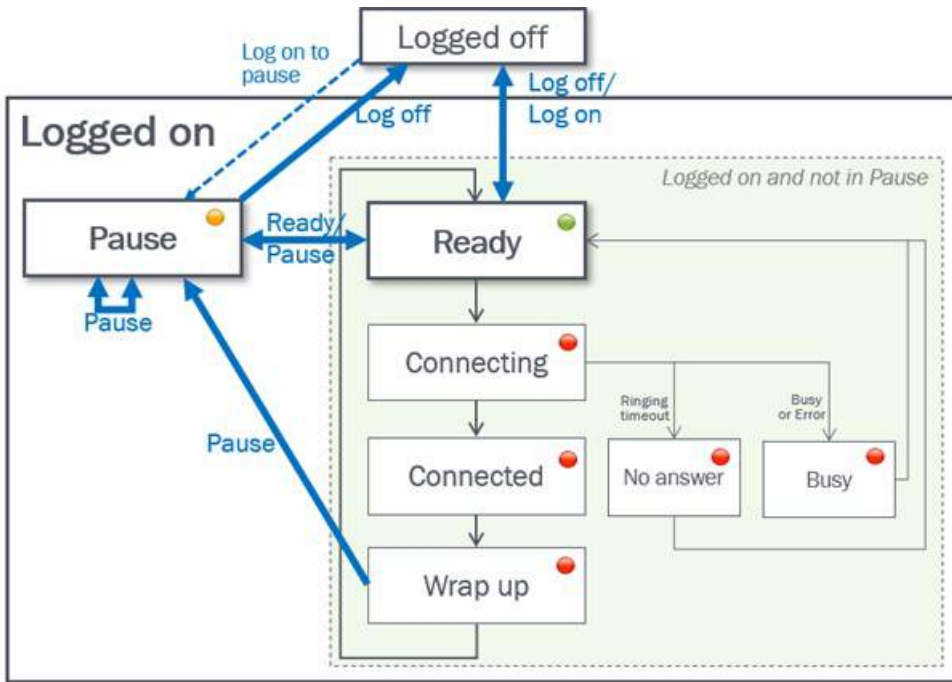 Logged off
Log on to
pause
Log off/
Log on
Log off
Logged on
Logged on and not in Pause
Pause
Ready/
Pause
Ready
Pause
Connecting
Ringing
timeout
Busy
or Error
Pause
Connected
No answer
Busy
Wrap up